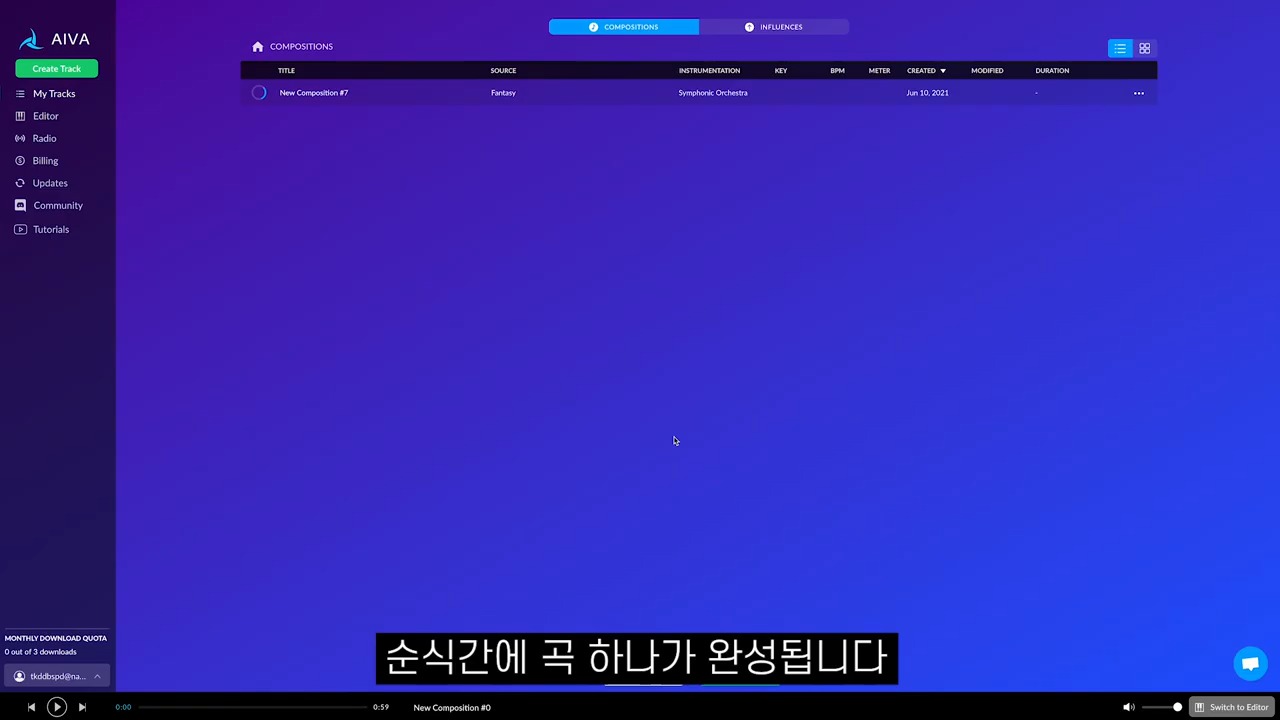 AIVA
Create Track
My Tracks
Editor
Radio
Billing
Updates
Community
Tutorials
MONTHLY DOWNLOAD QUOTA
0 out of 3 downloads
tkddbspd@na...
COMPOSITIONS
INFLUENCES
COMPOSITIONS
TITLE SOURCE INSTRUMENTATION KEY BPM METER CREATED MODIFIED DURATION
New Composition #7 Fantasy Symphonic Orchestra Jun 10, 2021 -
순식간에 곡 하나가 완성됩니다
0:00 0:59 New Composition #0 Switch to Editor